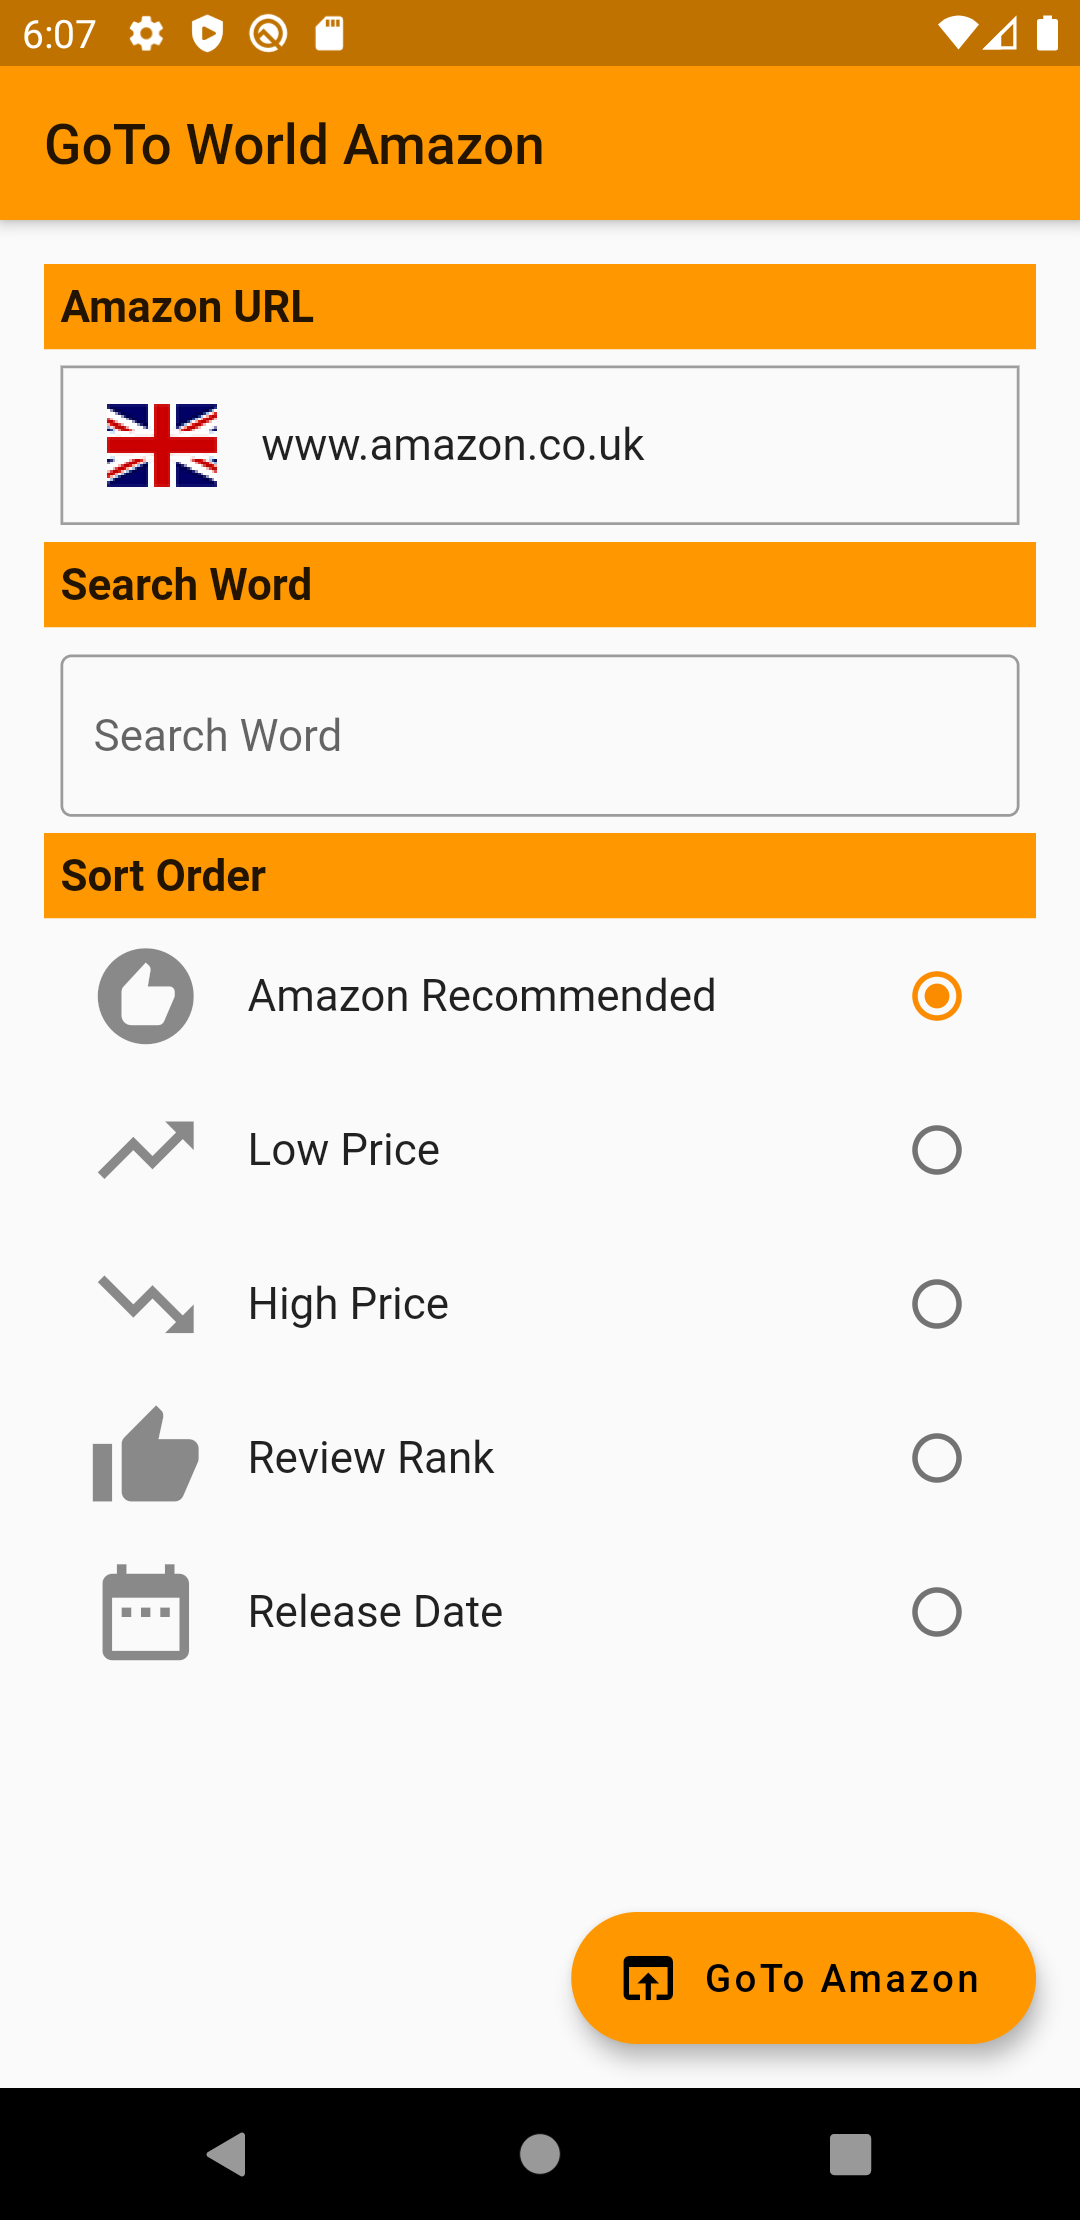 6:07
GoTo World Amazon
Amazon URL
www.amazon.co.uk
Search Word
Search Word
Sort Order
Amazon Recommended
Low Price
High Price
Review Rank
Release Date
GoTo Amazon